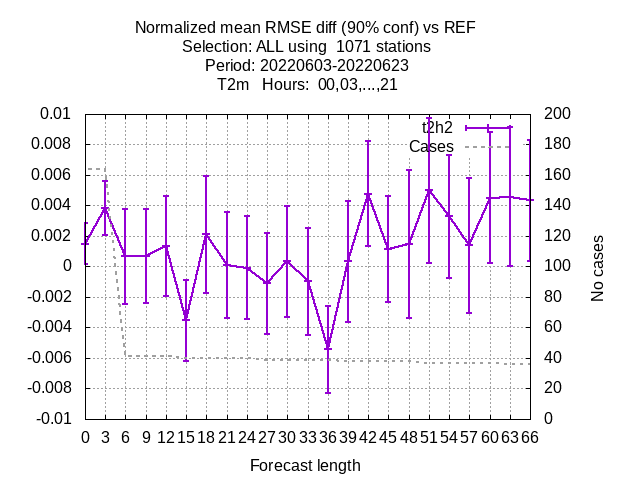 Normalized mean RMSE diff (90% conf) vs REF
Selection: ALL using  1071 stations
Period: 20220603-20220623
T2m   Hours:  00,03,...,21
0.01
0.008
0.006
0.004
0.002
0
-0.002
-0.004
-0.006
-0.008
-0.01
200
180
160
140
120
100
80
60
40
20
0
t2h2
Cases
No cases
0 3 6 9 12 15 18 21 24 27 30 33 36 39 42 45 48 51 54 57 60 63 66
Forecast length